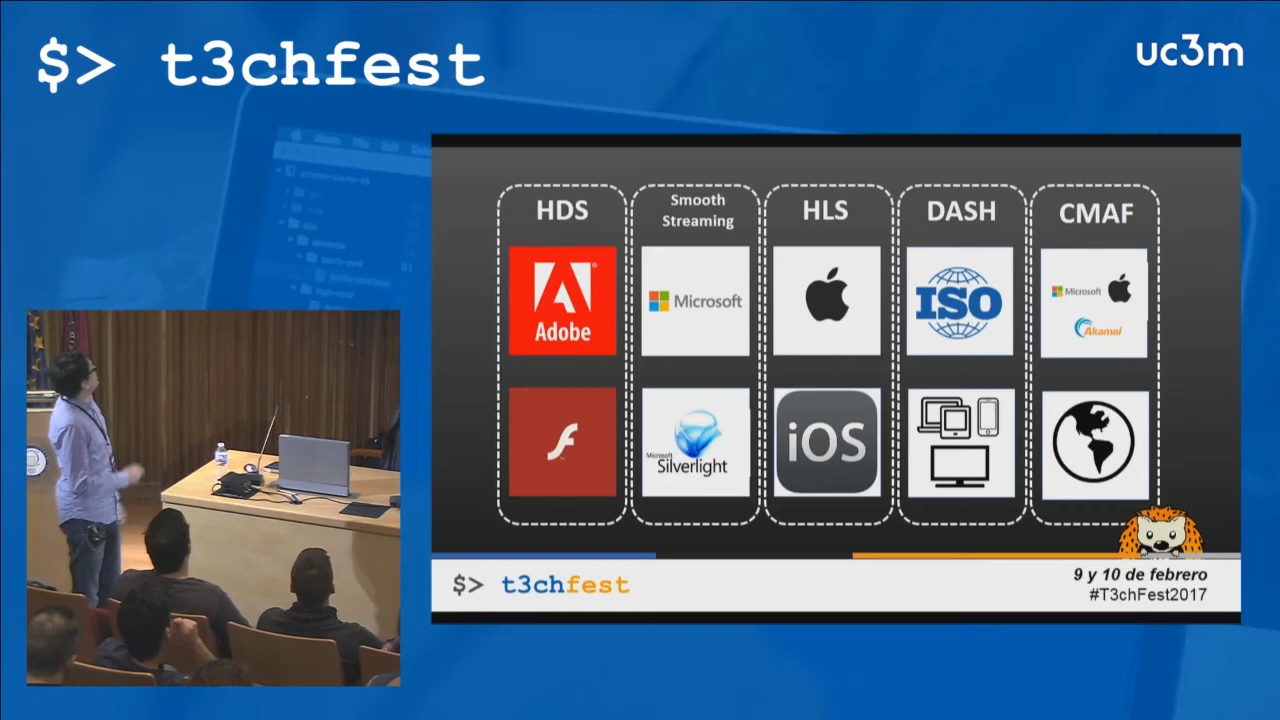 $> t3chfest
uc3m
HDS
Smooth
Streaming
HLS
DASH
CMAF
Adobe
Microsoft
ISO
Microsoft
Akamai
Microsoft
Silverlight
iOS
$> t3chfest
9 y 10 de febrero
#T3chFest2017